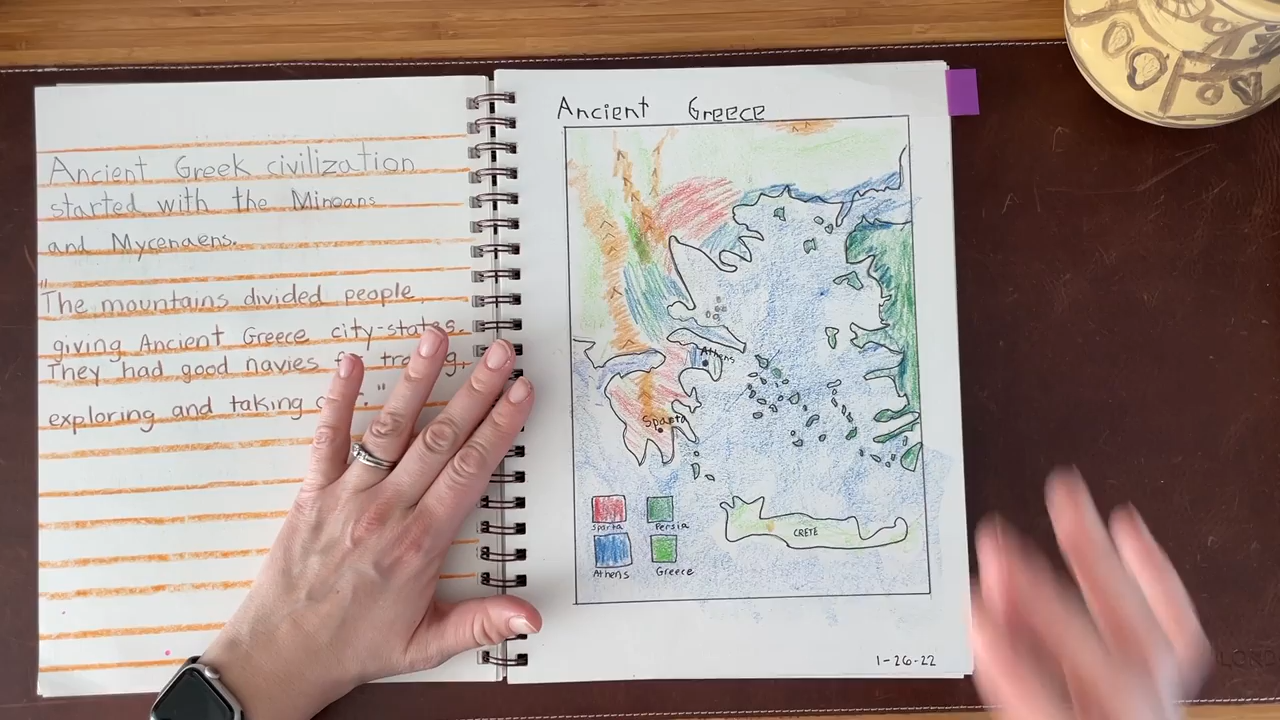 Ancient Greek civilization
started with the Minoans
and Mycenaens.
"The mountains divided people,
giving Ancient Greece city-states.
They had good navies trading,
exploring and taking "
Ancient Greece
Athens
Sparta
CRETE
Sparta
Persia
Athens
Greece
1-26-22